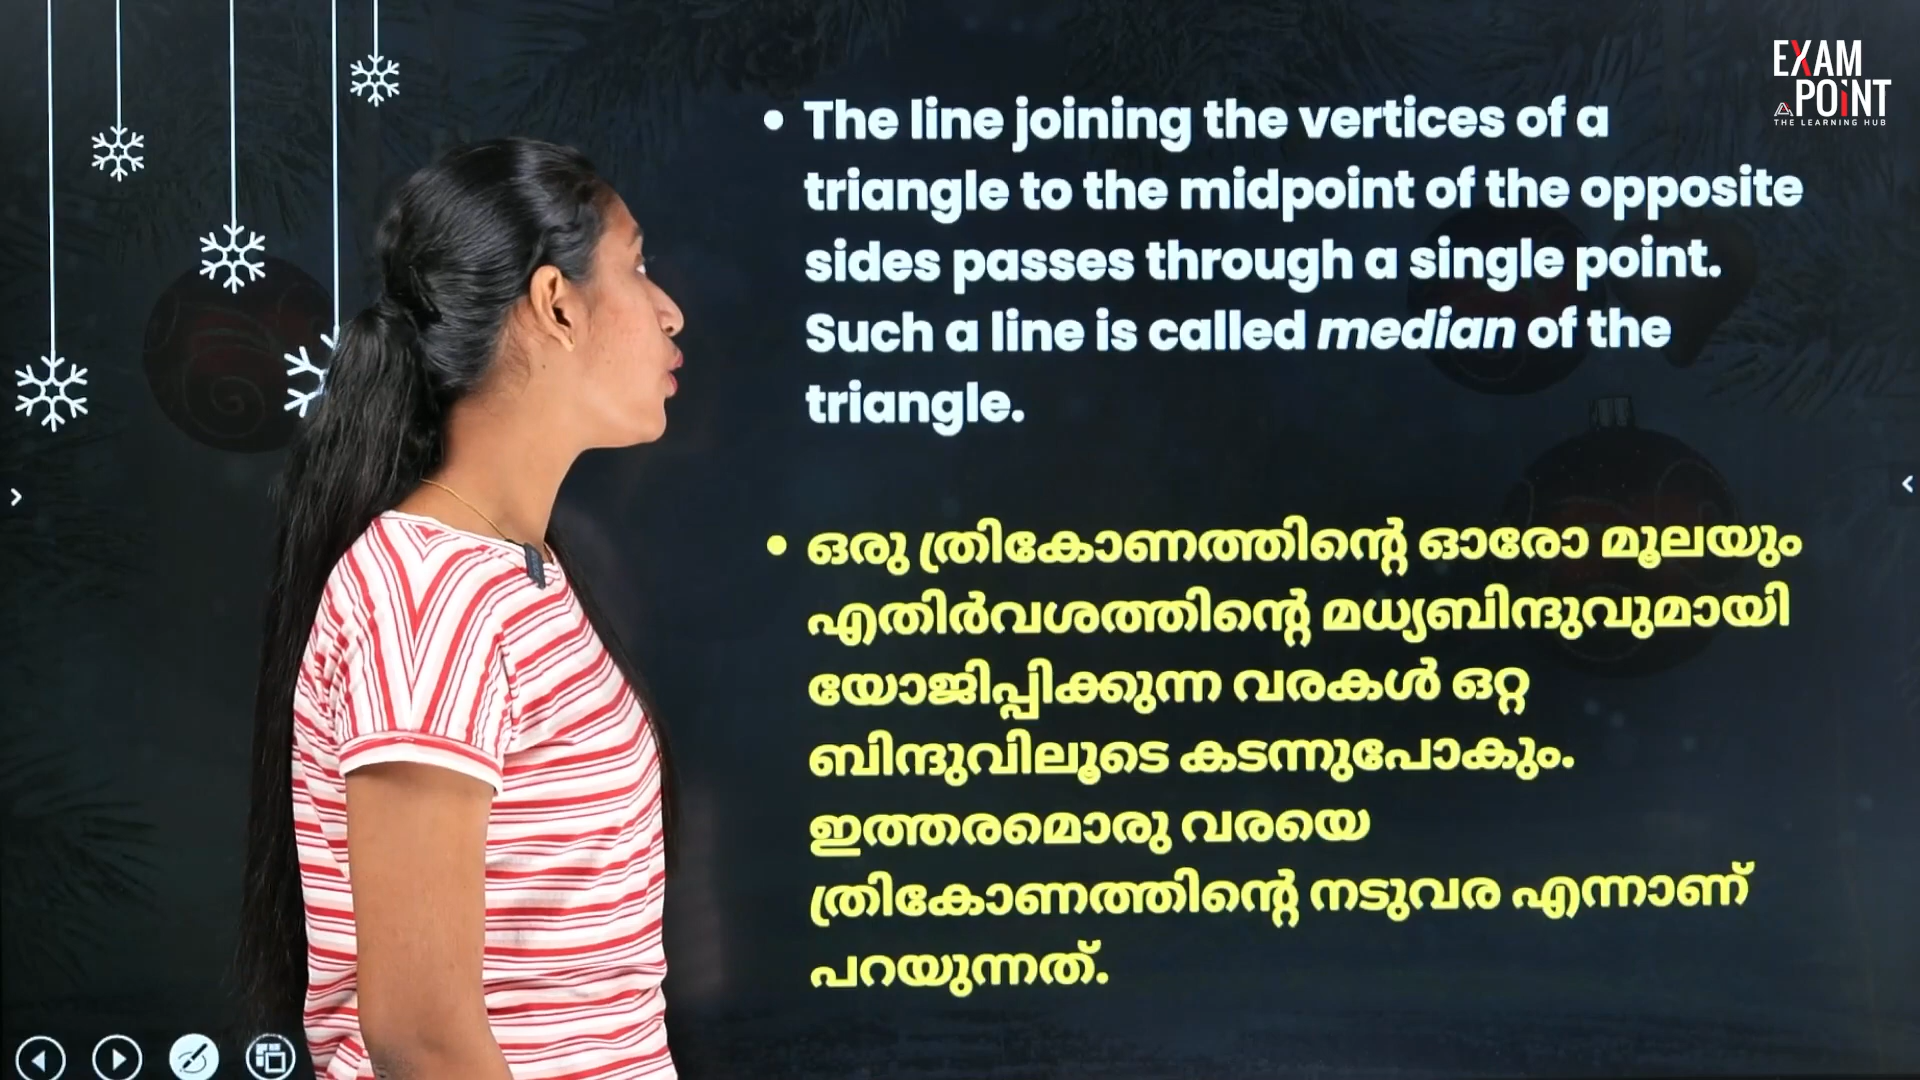 EXAM
POINT
THE LEARNING HUB
• The line joining the vertices of a
triangle to the midpoint of the opposite
sides passes through a single point.
Such a line is called median of the
triangle.
• ഒരു ത്രികോണത്തിന്റെ ഓരോ മൂലയും
എതിർവശത്തിന്റെ മധ്യബിന്ദുവുമായി
യോജിപ്പിക്കുന്ന വരകൾ ഒറ്റ
ബിന്ദുവിലൂടെ കടന്നുപോകും.
ഇത്തരമൊരു വരയെ
ത്രികോണത്തിന്റെ നടുവര എന്നാണ്
പറയുന്നത്.